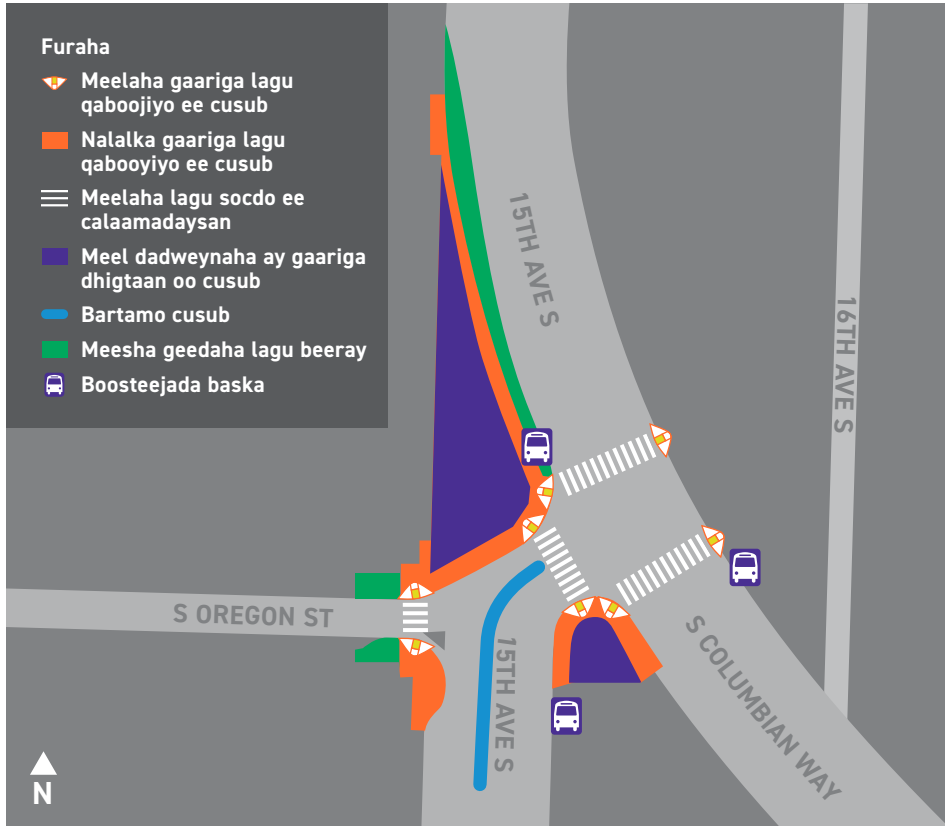 Furaha
Meelaha gaariga lagu
qaboojiyo ee cusub
Nalalka gaariga lagu
qabooyiyo ee cusub
Meelaha lagu socdo ee
calaamadaysan
Meel dadweynaha ay gaariga
dhigtaan oo cusub
Bartamo cusub
Meesha geedaha lagu beeray
Boosteejada baska
15TH AVE S
16TH AVE S
S OREGON ST
15TH AVE S
S COLUMBIAN WAY
N